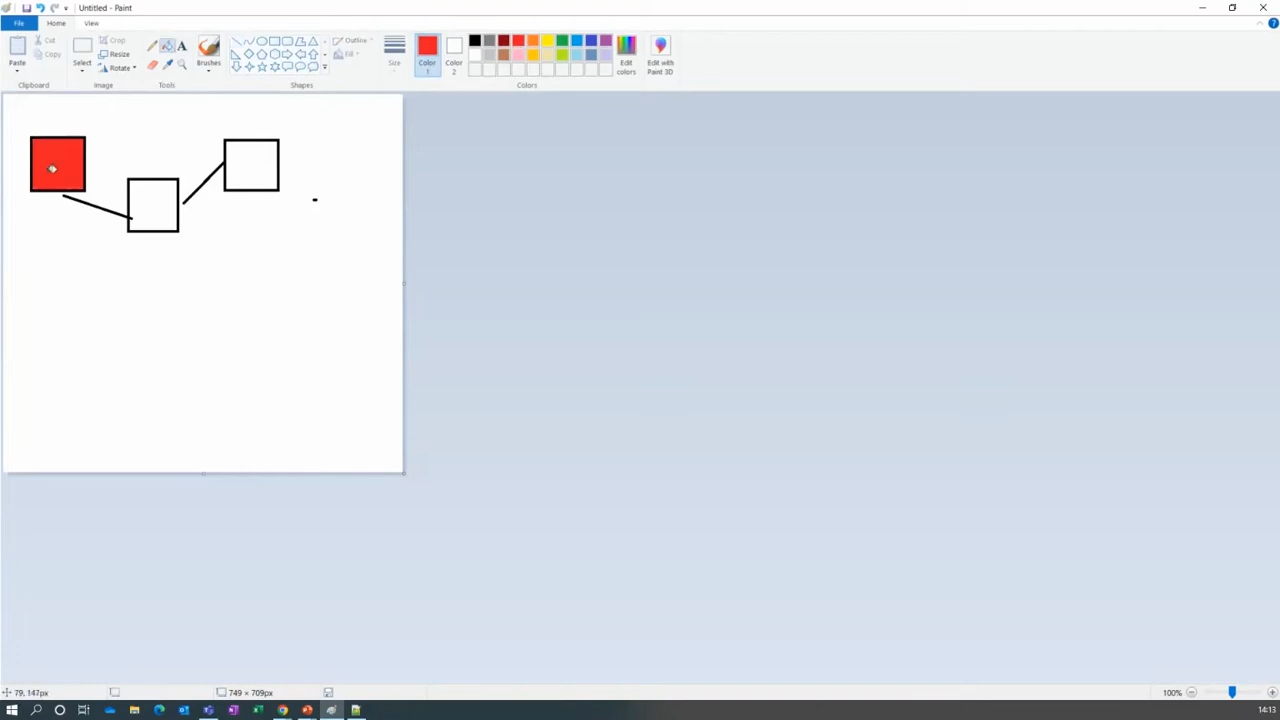 Untitled - Paint
File Home View
Paste
Cut
Copy
Clipboard
Select
Crop
Resize
Rotate
Image
Tools
Brushes
Shapes
Outline
Fill
Size
Color 1
Color 2
Edit colors
Colors
Edit with Paint 3D
79, 147px
749 × 709px
100%
14:13